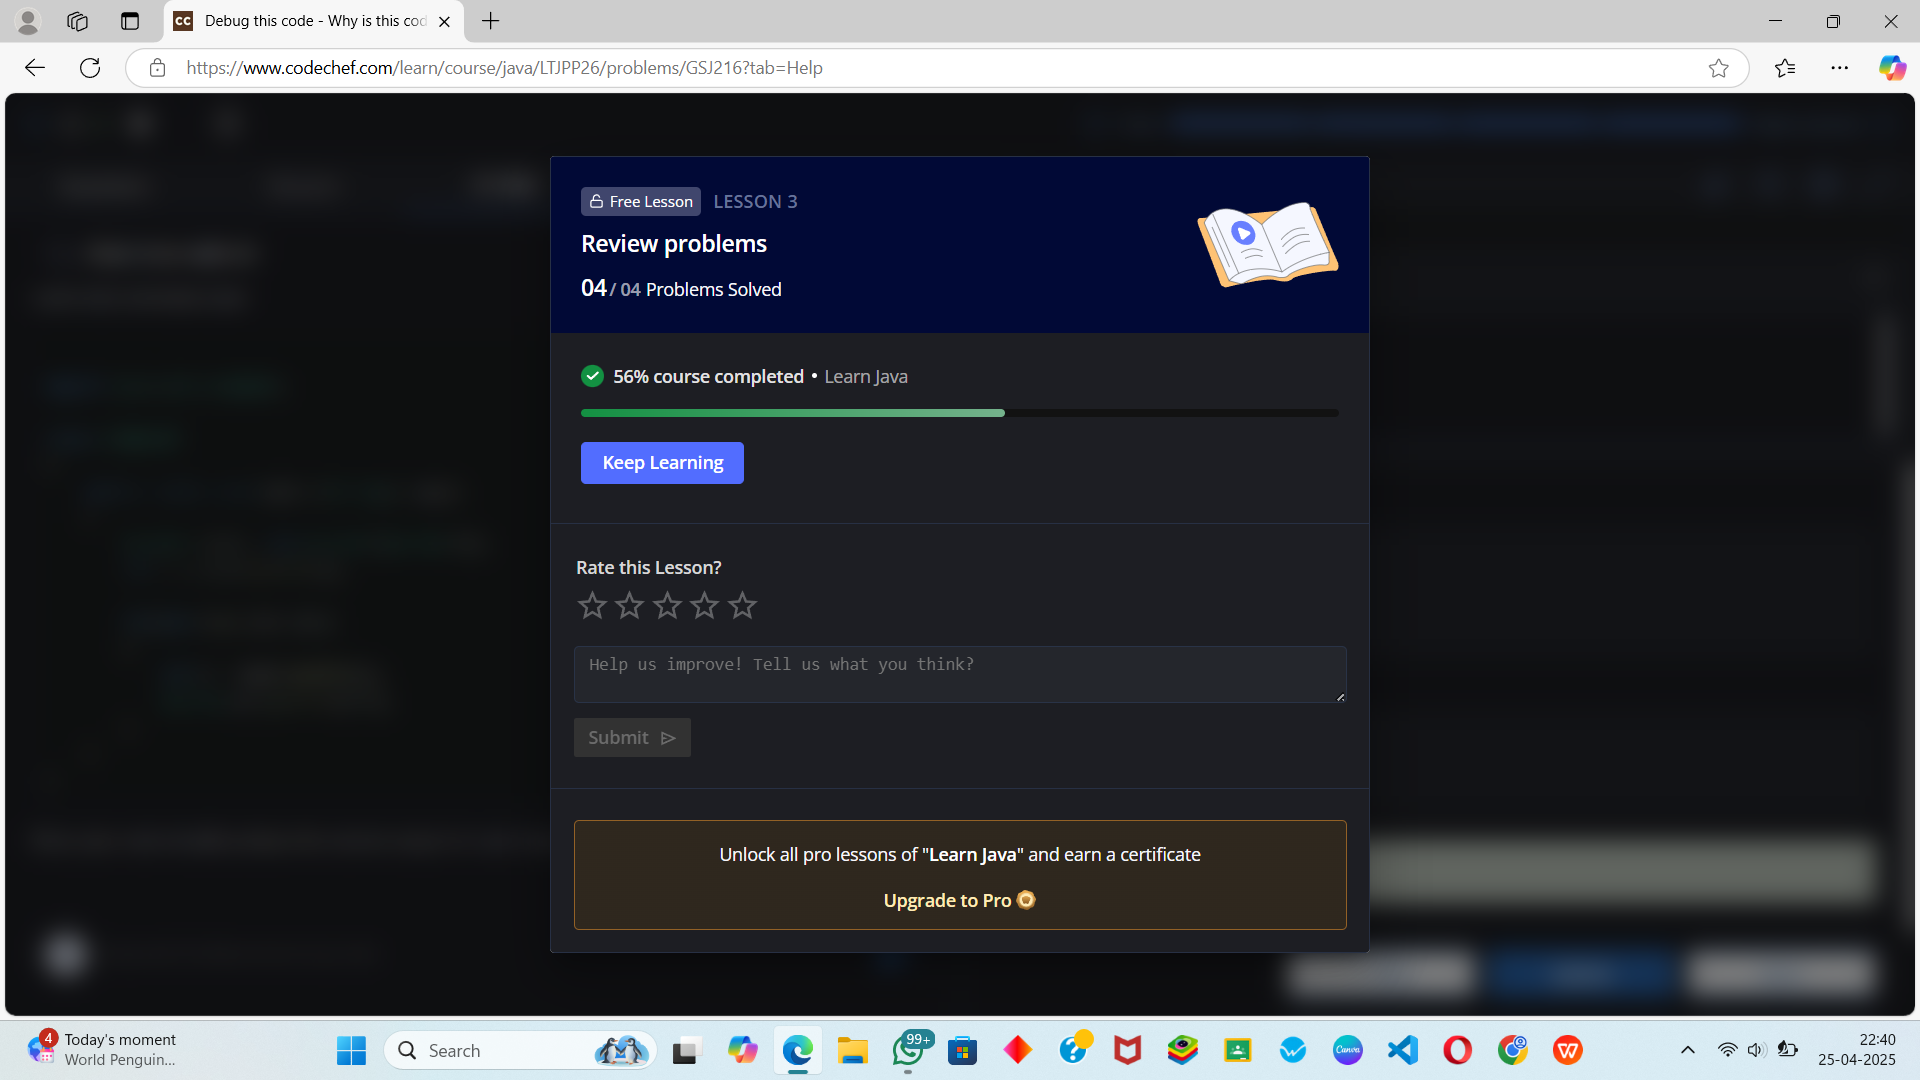 Debug this code - Why is this cod
https://www.codechef.com/learn/course/java/LTJPP26/problems/GSJ216?tab=Help
Free Lesson LESSON 3
Review problems
04 / 04 Problems Solved
56% course completed • Learn Java
Keep Learning
Rate this Lesson?
Help us improve! Tell us what you think?
Submit
Unlock all pro lessons of "Learn Java" and earn a certificate
Upgrade to Pro
4
Today's moment
World Penguin...
Search
99+
Canva
22:40
25-04-2025